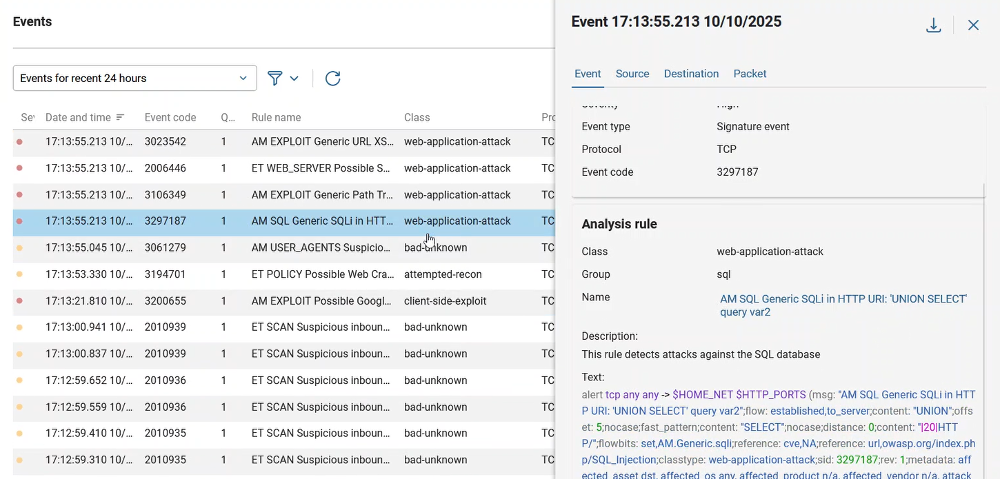 Events
Events for recent 24 hours
Sev Date and time Event code Q... Rule name Class Pro
17:13:55.213 10/... 3023542 1 AM EXPLOIT Generic URL XS... web-application-attack TC
17:13:55.213 10/... 2006446 1 ET WEB_SERVER Possible S... web-application-attack TC
17:13:55.213 10/... 3106349 1 AM EXPLOIT Generic Path Tr... web-application-attack TC
17:13:55.213 10/... 3297187 1 AM SQL Generic SQLi in HTT... web-application-attack TC
17:13:55.045 10/... 3061279 1 AM USER_AGENTS Suspicio... bad-unknown TC
17:13:53.330 10/... 3194701 1 ET POLICY Possible Web Cra... attempted-recon TC
17:13:21.810 10/... 3200655 1 AM EXPLOIT Possible Googl... client-side-exploit TC
17:13:00.941 10/... 2010939 1 ET SCAN Suspicious inboun... bad-unknown TC
17:13:00.837 10/... 2010939 1 ET SCAN Suspicious inboun... bad-unknown TC
17:12:59.652 10/... 2010936 1 ET SCAN Suspicious inboun... bad-unknown TC
17:12:59.559 10/... 2010936 1 ET SCAN Suspicious inboun... bad-unknown TC
17:12:59.410 10/... 2010935 1 ET SCAN Suspicious inboun... bad-unknown TC
17:12:59.310 10/... 2010935 1 ET SCAN Suspicious inboun... bad-unknown TC
Event 17:13:55.213 10/10/2025
Event Source Destination Packet
Severity High
Event type Signature event
Protocol TCP
Event code 3297187
Analysis rule
Class web-application-attack
Group sql
Name AM SQL Generic SQLi in HTTP URI: 'UNION SELECT'
query var2
Description:
This rule detects attacks against the SQL database
Text:
alert tcp any any -> $HOME_NET $HTTP_PORTS (msg: "AM SQL Generic SQLi in HTT
P URI: 'UNION SELECT' query var2";flow: established,to_server;content: "UNION";offs
et: 5;nocase;fast_pattern;content: "SELECT";nocase;distance: 0;content: "|20|HTT
P/";flowbits: set,AM.Generic.sqli;reference: cve,NA;reference: url,owasp.org/index.ph
p/SQL_Injection;classtype: web-application-attack;sid: 3297187;rev: 1;metadata: aff
ected_asset dst, affected_os any, affected_product n/a, affected_vendor n/a, attack